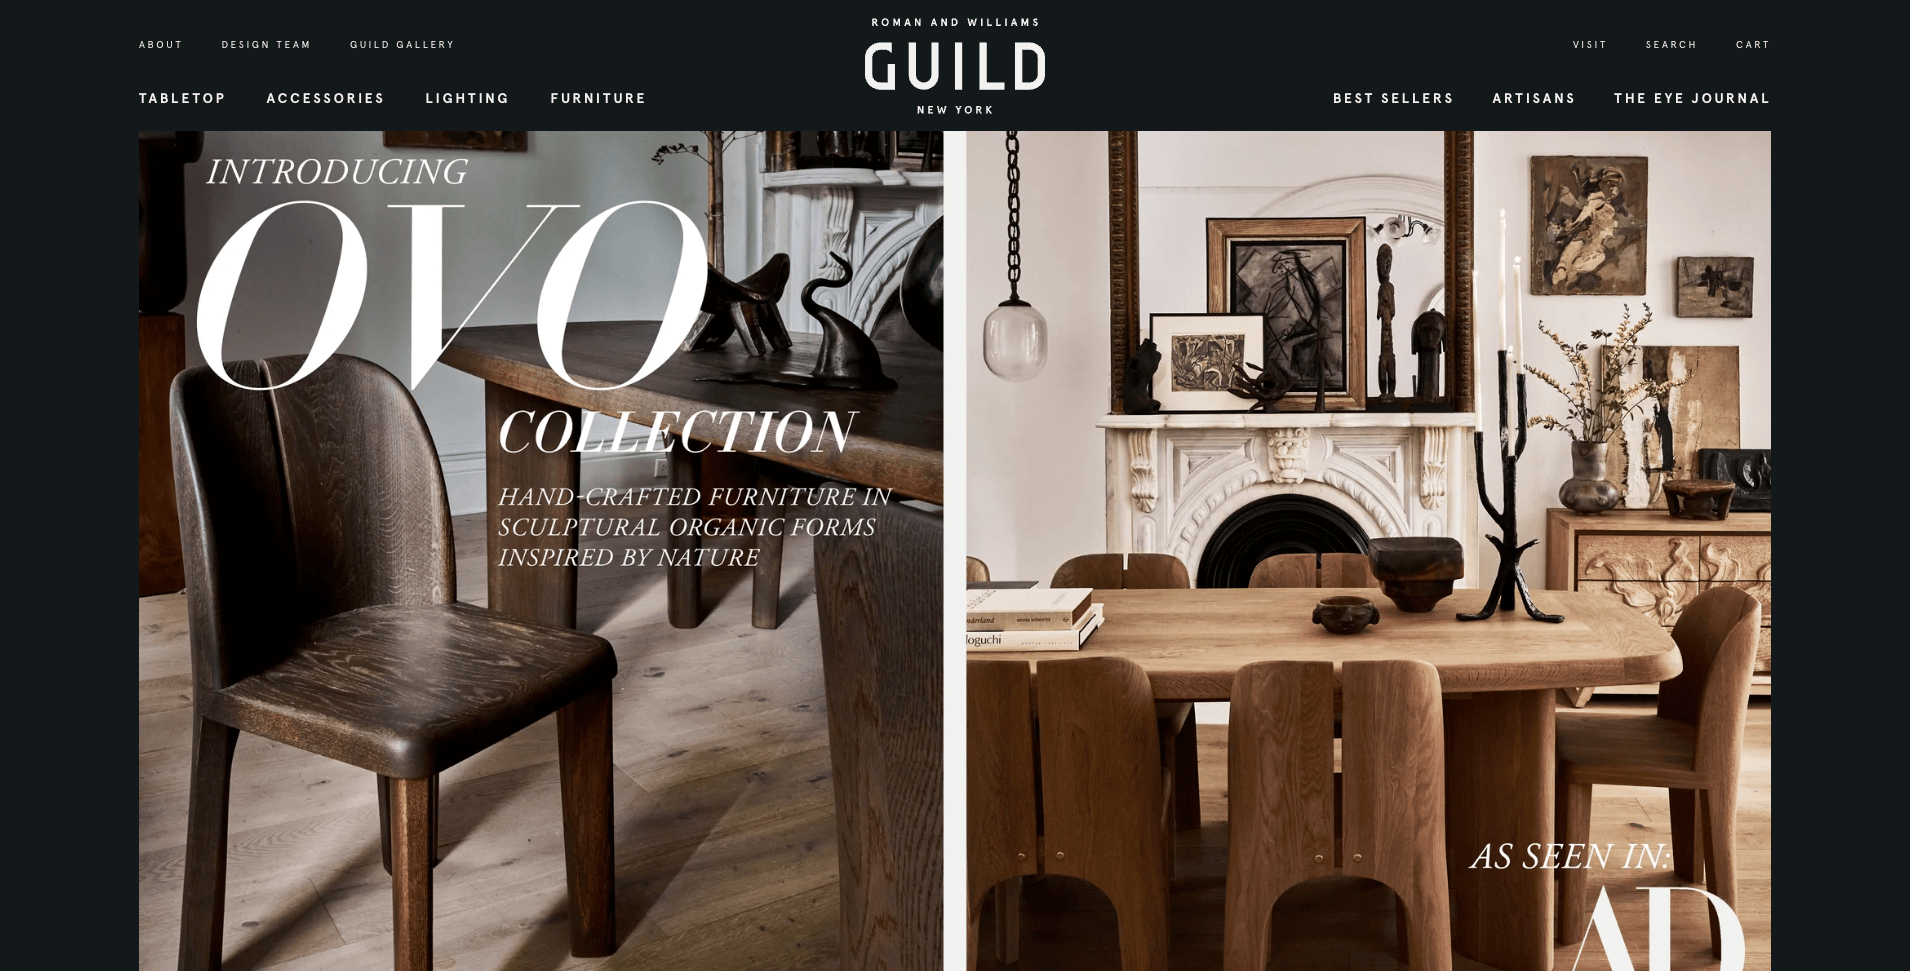 ROMAN AND WILLIAMS
GUILD
NEW YORK
ABOUT DESIGN TEAM GUILD GALLERY
VISIT SEARCH CART
TABLETOP ACCESSORIES LIGHTING FURNITURE
BEST SELLERS ARTISANS THE EYE JOURNAL
INTRODUCING
OVO
COLLECTION
HAND-CRAFTED FURNITURE IN
SCULPTURAL ORGANIC FORMS
INSPIRED BY NATURE
AS SEEN IN:
AD